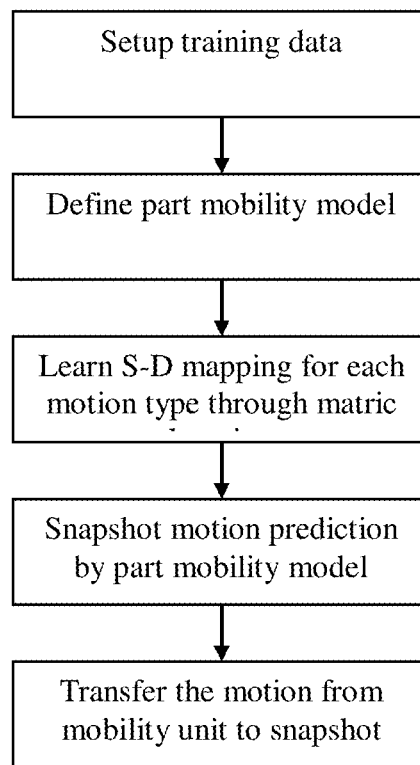 Setup training data
Define part mobility model
Learn S-D mapping for each
motion type through matric
Snapshot motion prediction
by part mobility model
Transfer the motion from
mobility unit to snapshot